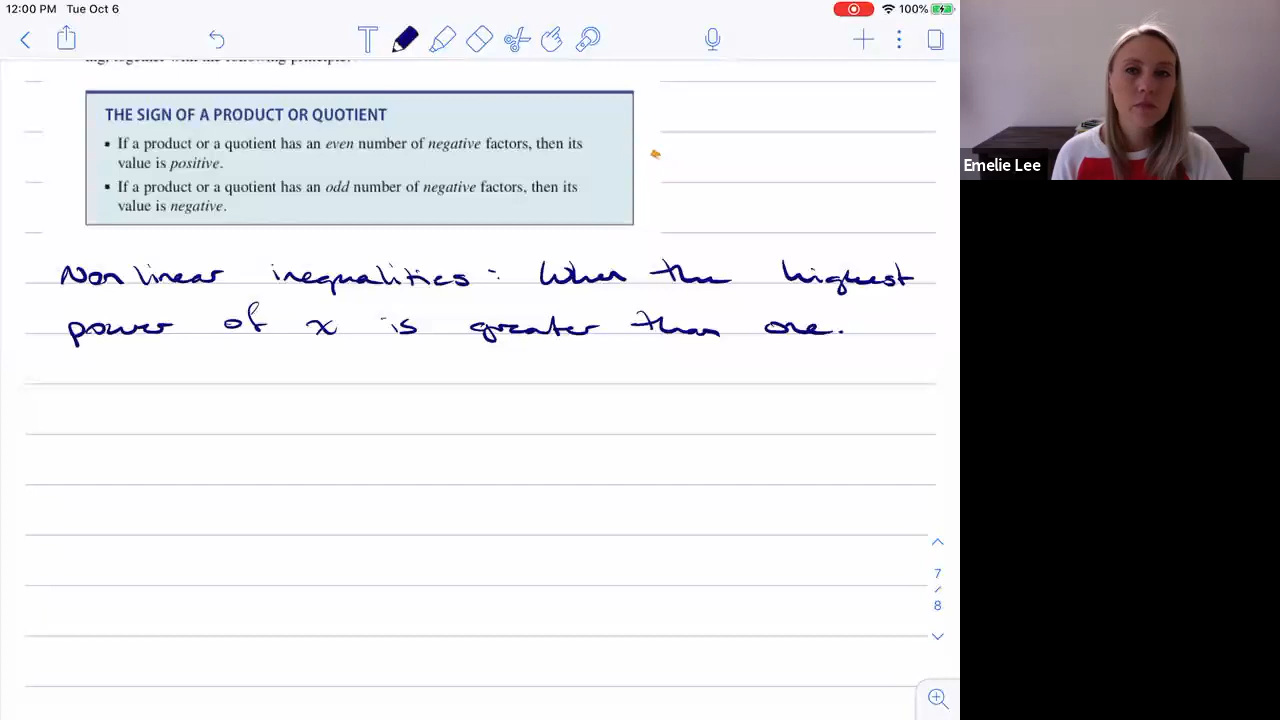 12:00 PM Tue Oct 6
100%
THE SIGN OF A PRODUCT OR QUOTIENT
▪ If a product or a quotient has an even number of negative factors, then its
value is positive.
▪ If a product or a quotient has an odd number of negative factors, then its
value is negative.
Emelie Lee
Nonlinear inequalities: When the highest
power of x is greater than one.
7
/
8